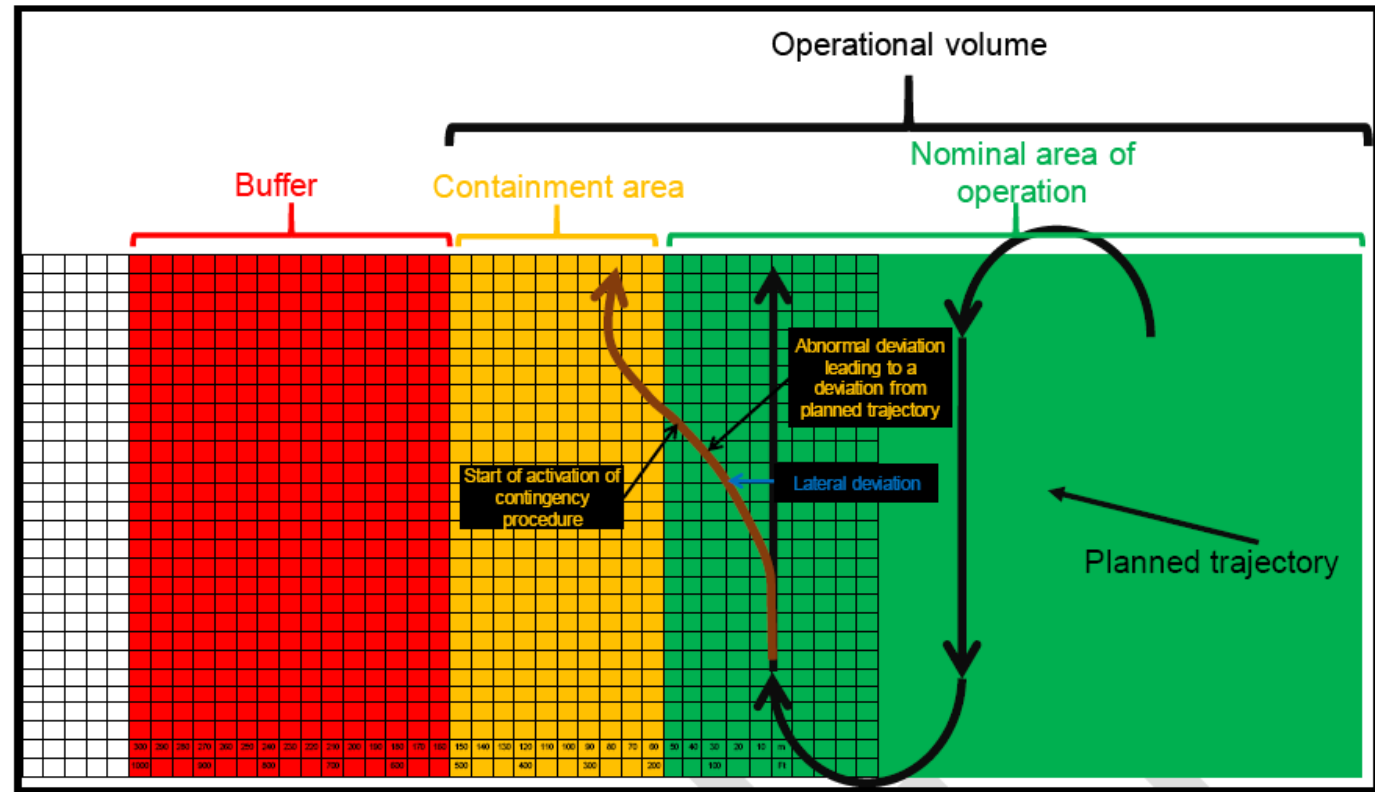 Operational volume
Nominal area of
operation
Buffer
Containment area
Abnormal deviation
leading to a
deviation from
planned trajectory
Start of activation of
contingency
procedure
Lateral deviation
Planned trajectory
300 290 280 270 260 250 240 230 220 210 200 190 180 170 160 150 140 130 120 110 100 90 80 70 60 50 40 30 20 10 m
1000 900 800 700 600 500 400 300 200 100 Ft